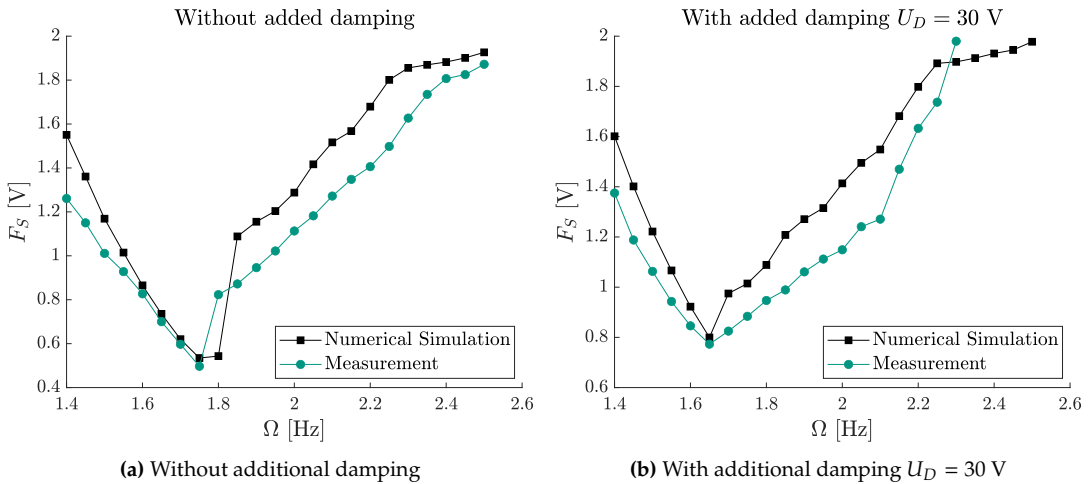 Without added damping
2
1.8
1.6
1.4
1.2
1
0.8
0.6
0.4
F_S [V]
1.4 1.6 1.8 2 2.2 2.4 2.6
Ω [Hz]
Numerical Simulation
Measurement
(a) Without additional damping
With added damping U_D = 30 V
2
1.8
1.6
1.4
1.2
1
0.8
0.6
F_S [V]
1.4 1.6 1.8 2 2.2 2.4 2.6
Ω [Hz]
Numerical Simulation
Measurement
(b) With additional damping U_D = 30 V